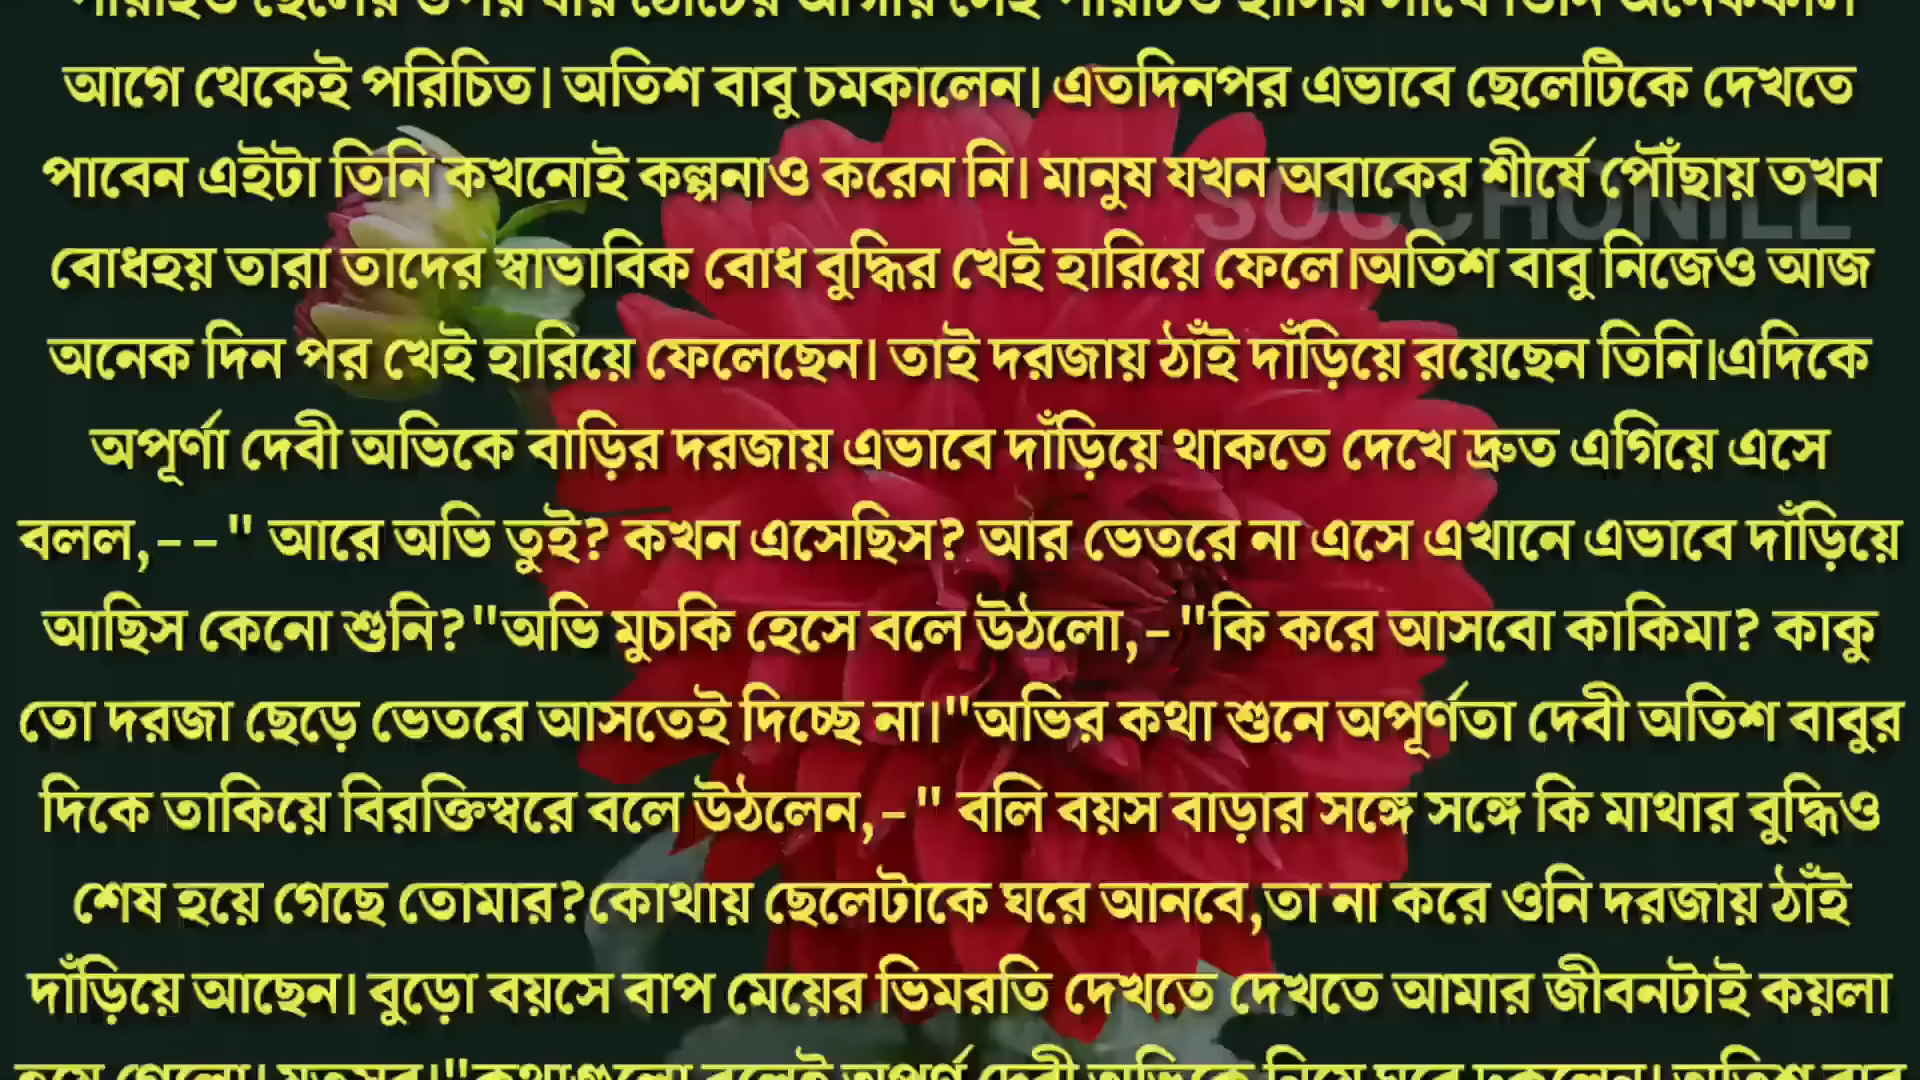 আগে থেকেই পরিচিত। অতিশ বাবু চমকালেন। এতদিনপর এভাবে ছেলেটিকে দেখতে
SOCCHONILL
পাবেন এইটা তিনি কখনোই কল্পনাও করেন নি। মানুষ যখন অবাকের শীর্ষে পৌঁছায় তখন
বোধহয় তারা তাদের স্বাভাবিক বোধ বুদ্ধির খেই হারিয়ে ফেলে।অতিশ বাবু নিজেও আজ
অনেক দিন পর খেই হারিয়ে ফেলেছেন। তাই দরজায় ঠাঁই দাঁড়িয়ে রয়েছেন তিনি।এদিকে
অপূর্ণা দেবী অভিকে বাড়ির দরজায় এভাবে দাঁড়িয়ে থাকতে দেখে দ্রুত এগিয়ে এসে
বলল,--" আরে অভি তুই? কখন এসেছিস? আর ভেতরে না এসে এখানে এভাবে দাঁড়িয়ে
আছিস কেনো শুনি?"অভি মুচকি হেসে বলে উঠলো,-"কি করে আসবো কাকিমা? কাকু
তো দরজা ছেড়ে ভেতরে আসতেই দিচ্ছে না।"অভির কথা শুনে অপূর্ণতা দেবী অতিশ বাবুর
দিকে তাকিয়ে বিরক্তিস্বরে বলে উঠলেন,-" বলি বয়স বাড়ার সঙ্গে সঙ্গে কি মাথার বুদ্ধিও
শেষ হয়ে গেছে তোমার?কোথায় ছেলেটাকে ঘরে আনবে,তা না করে ওনি দরজায় ঠাঁই
দাঁড়িয়ে আছেন। বুড়ো বয়সে বাপ মেয়ের ভিমরতি দেখতে দেখতে আমার জীবনটাই কয়লা